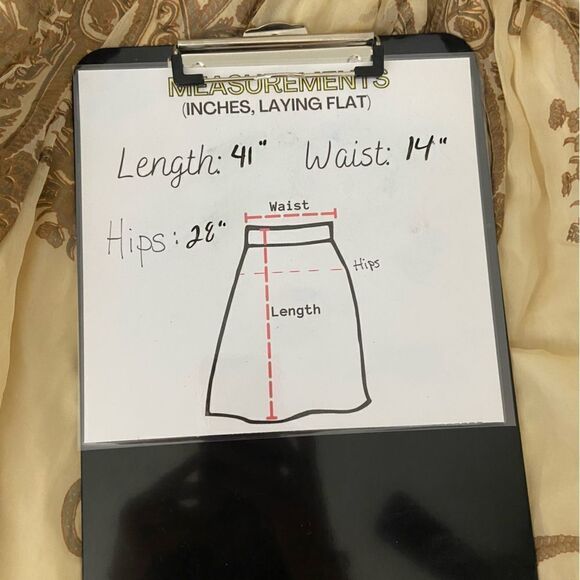 MEASUREMENTS
(INCHES, LAYING FLAT)
Length: 41" Waist: 14"
Waist
Hips: 28"
Hips
Length